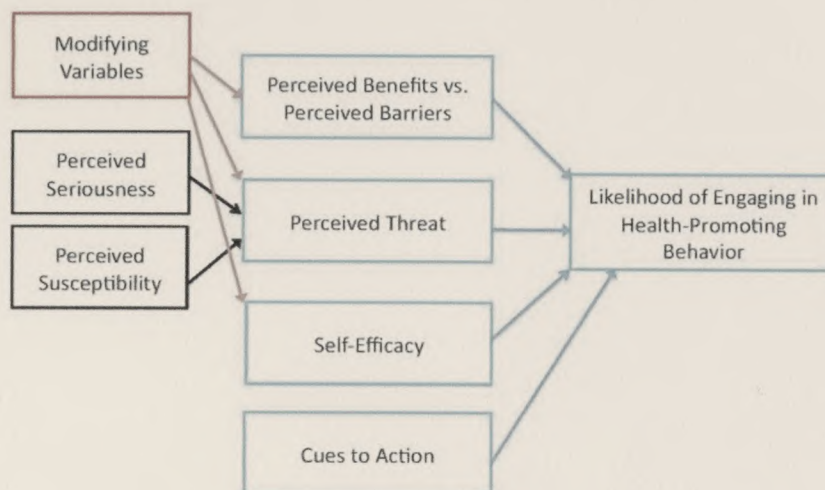 Modifying
Variables
Perceived
Seriousness
Perceived
Susceptibility
Perceived Benefits vs.
Perceived Barriers
Perceived Threat
Self-Efficacy
Cues to Action
Likelihood of Engaging in
Health-Promoting
Behavior